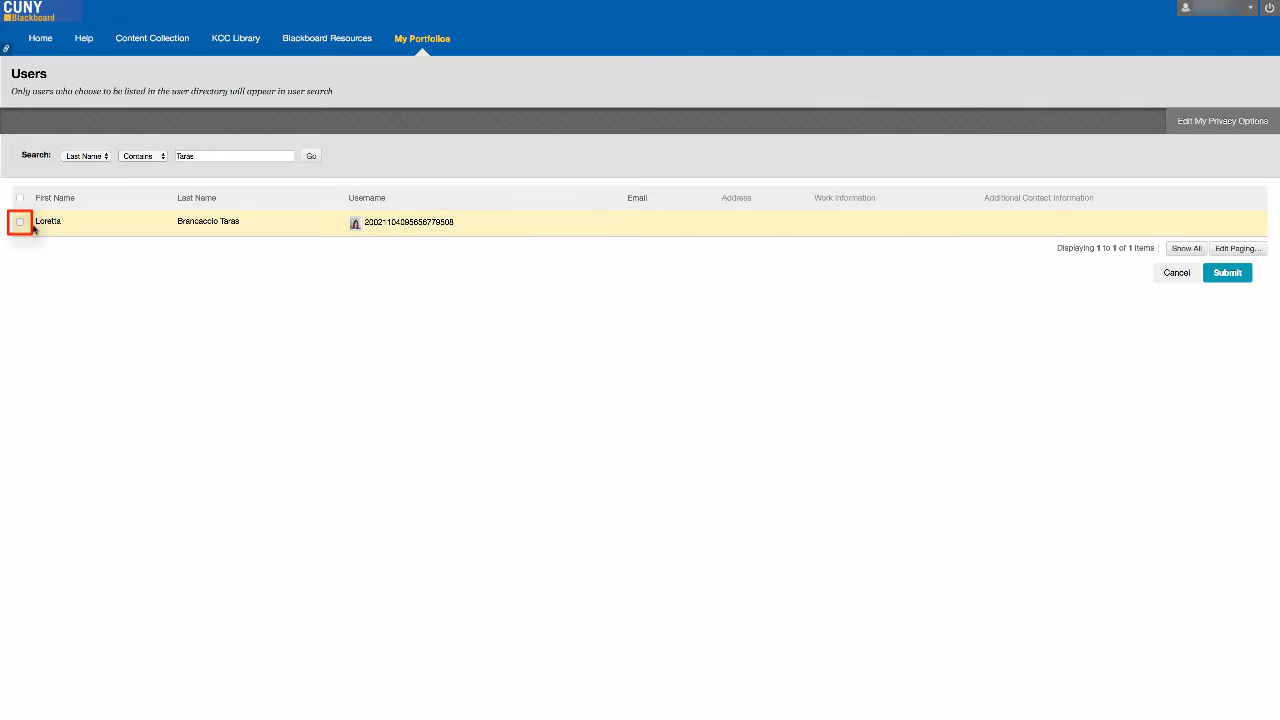 CUNY
Blackboard
Home Help Content Collection KCC Library Blackboard Resources My Portfolios
Users
Only users who choose to be listed in the user directory will appear in user search
Edit My Privacy Options
Search: Last Name Contains Taras Go
First Name Last Name Username Email Address Work Information Additional Contact Information
Loretta Brancaccio Taras 20021104095656779508
Displaying 1 to 1 of 1 items Show All Edit Paging...
Cancel Submit